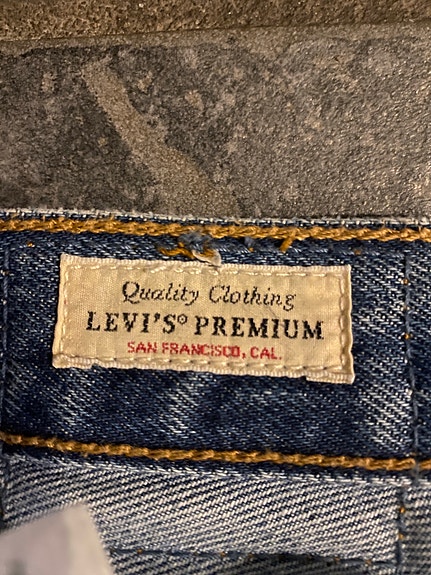 Quality Clothing
LEVI'S® PREMIUM
SAN FRANCISCO, CAL.